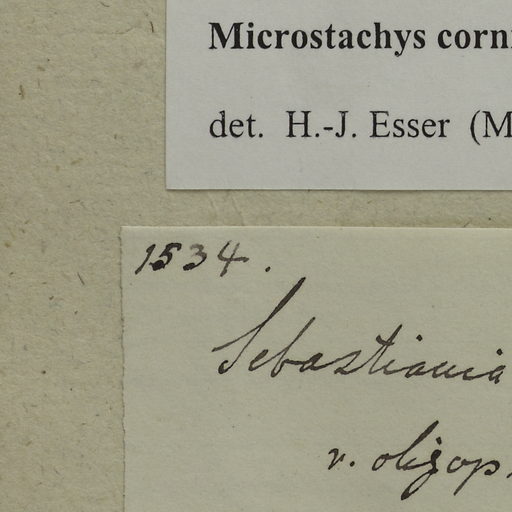 Microstachys corni
det. H.-J. Esser (M
1534.
Sebastiania
v. oligop